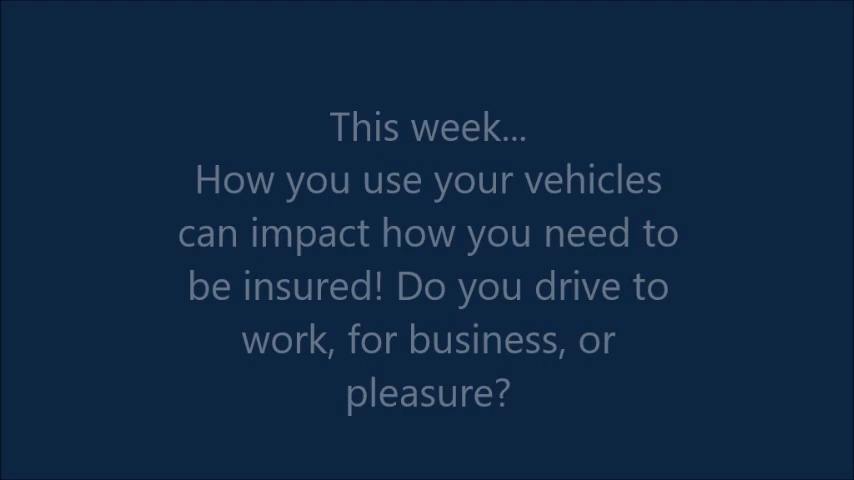 This week...
How you use your vehicles
can impact how you need to
be insured! Do you drive to
work, for business, or
pleasure?